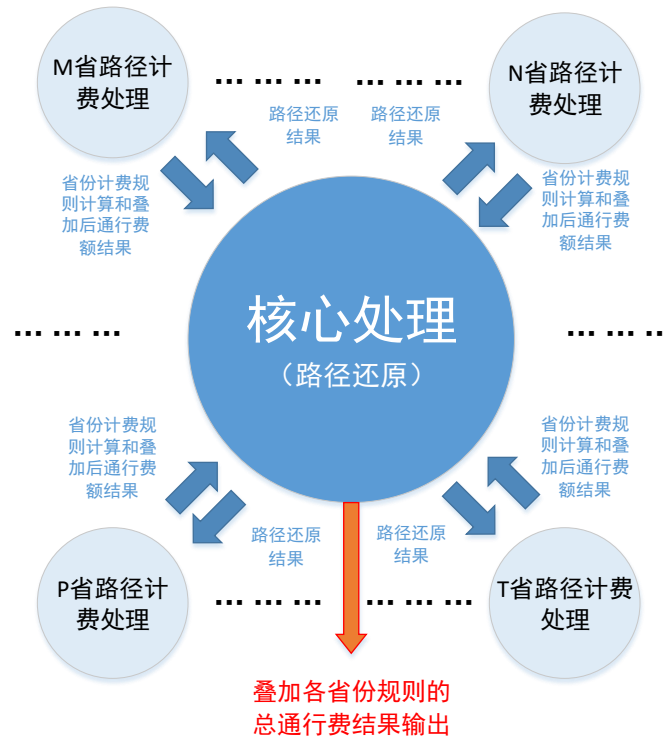 M省路径计
费处理
… … …
… … …
N省路径计
费处理
路径还原
结果
路径还原
结果
省份计费规
则计算和叠
加后通行费
额结果
省份计费规
则计算和叠
加后通行费
额结果
核心处理
（路径还原）
… … …
… … ..
省份计费规
则计算和叠
加后通行费
额结果
省份计费规
则计算和叠
加后通行费
额结果
路径还原
结果
路径还原
结果
P省路径计
费处理
… … …
… … …
T省路径计费
处理
叠加各省份规则的
总通行费结果输出